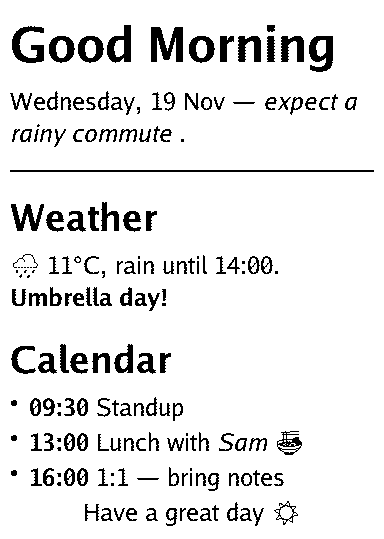 Good Morning
Wednesday, 19 Nov — expect a
rainy commute .
Weather
🌧 11°C, rain until 14:00.
Umbrella day!
Calendar
• 09:30 Standup
• 13:00 Lunch with Sam 🍜
• 16:00 1:1 — bring notes
Have a great day ☀